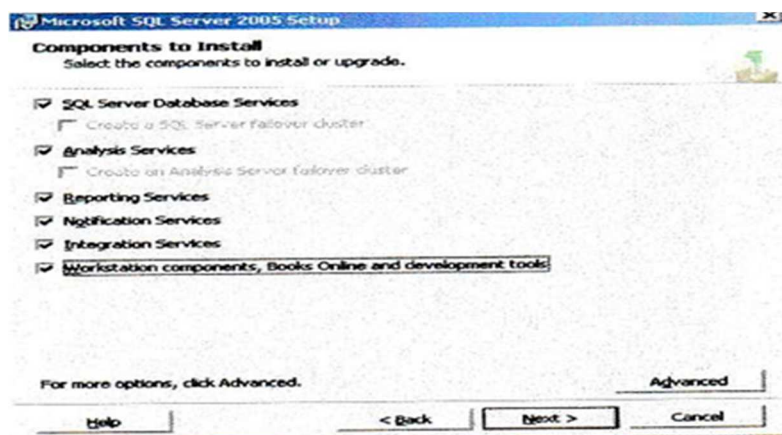 Microsoft SQL Server 2005 Setup
Components to Install
Select the components to install or upgrade.
SQL Server Database Services
Create a SQL Server failover cluster
Analysis Services
Create an Analysis Server failover cluster
Reporting Services
Notification Services
Integration Services
Workstation components, Books Online and development tools
For more options, click Advanced.
Advanced
Help
< Back
Next >
Cancel